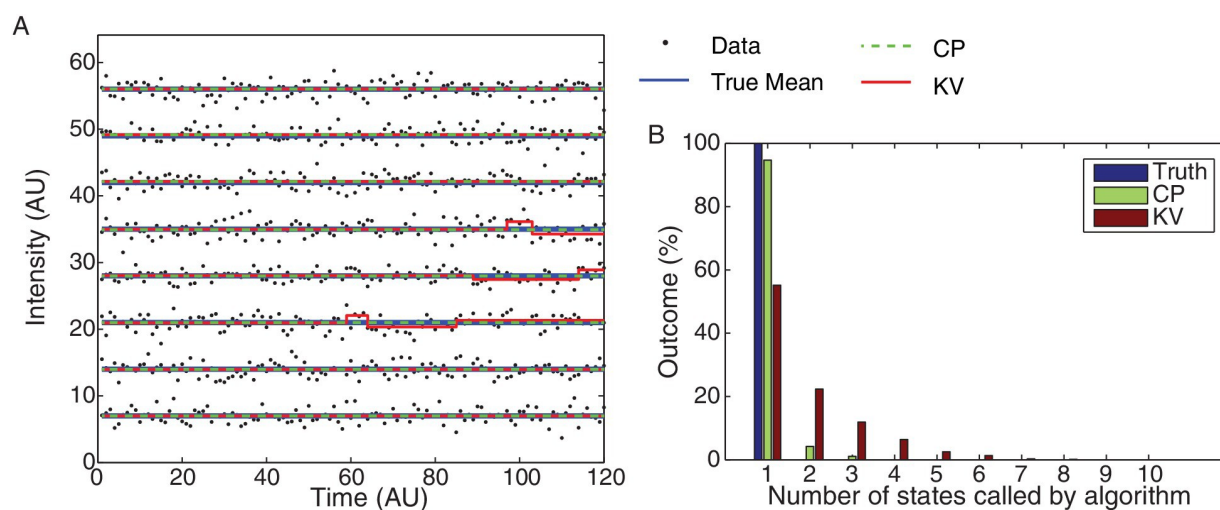 A
Intensity (AU)
60
50
40
30
20
10
0
0 20 40 60 80 100 120
Time (AU)
Data
True Mean
CP
KV
B
Outcome (%)
100
80
60
40
20
0
Truth
CP
KV
1 2 3 4 5 6 7 8 9 10
Number of states called by algorithm